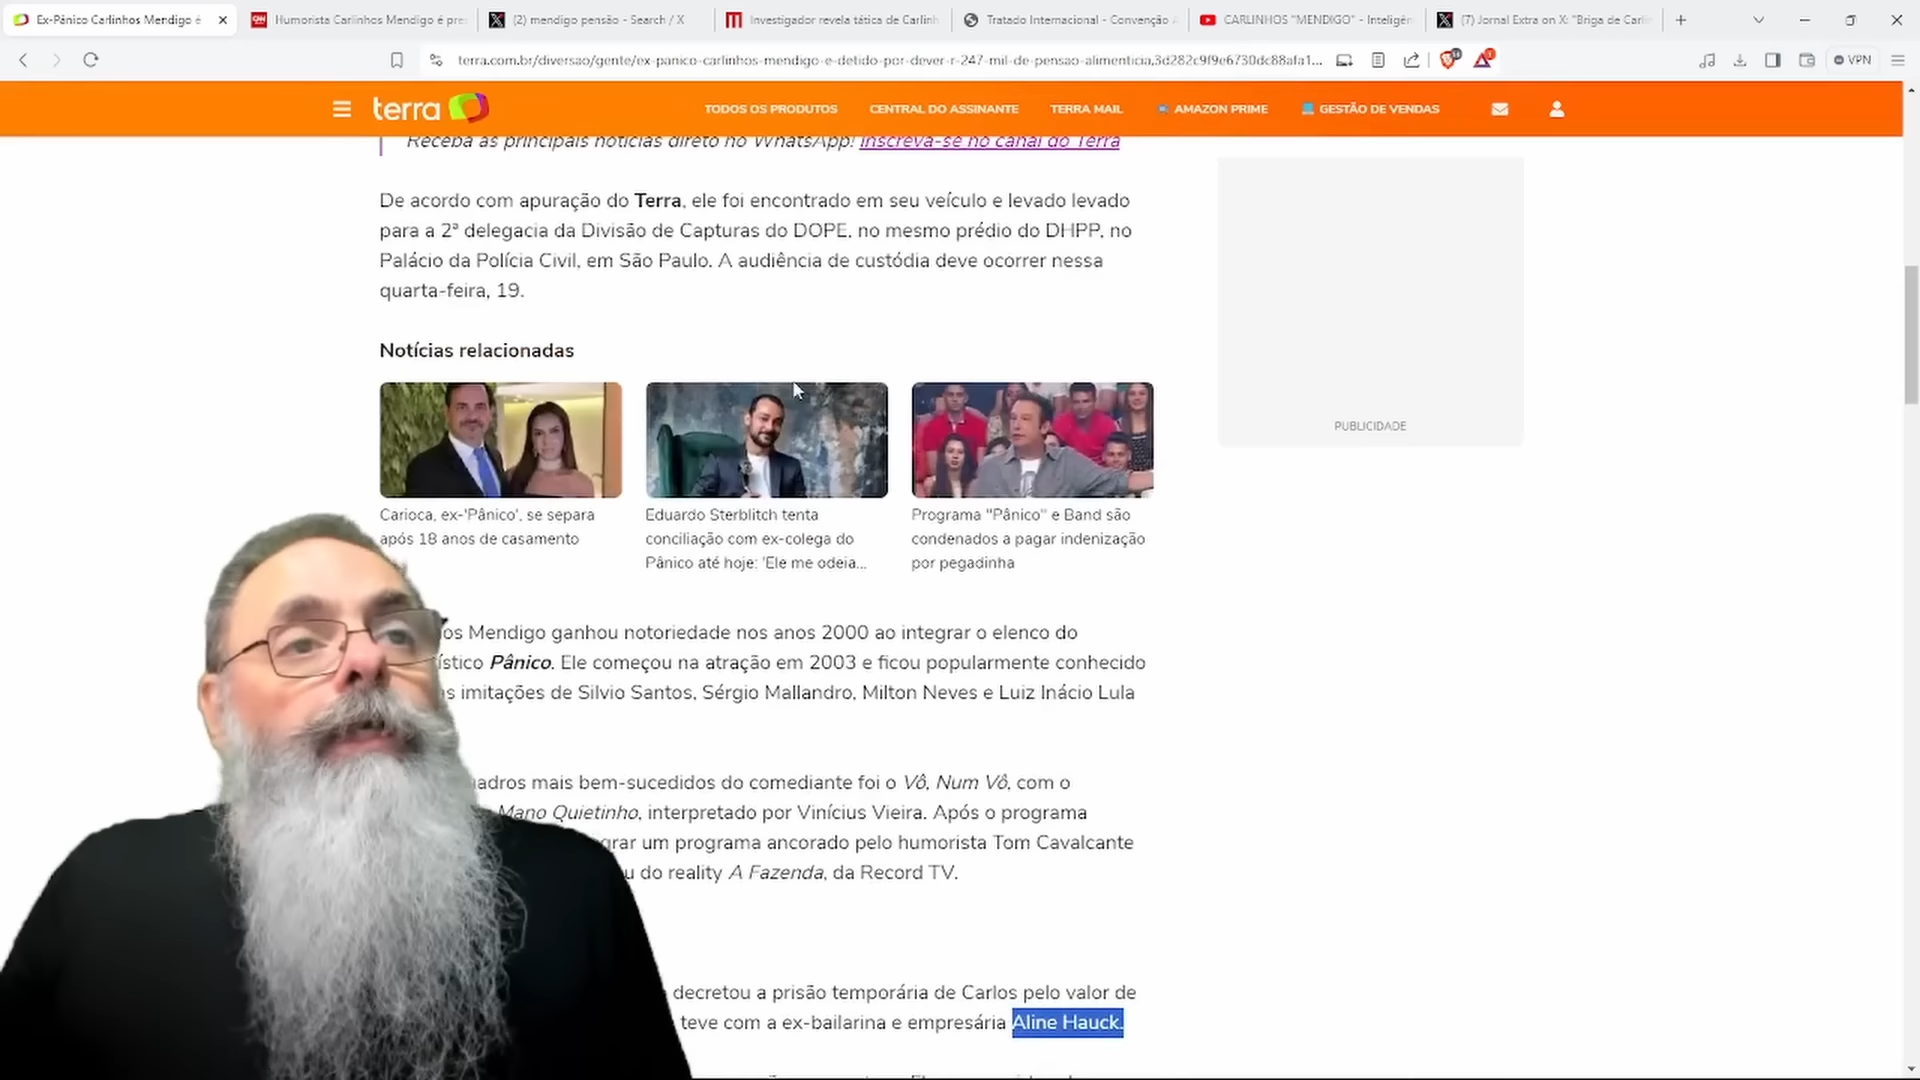 Ex-Pânico Carlinhos Mendigo é
Humorista Carlinhos Mendigo é pre
(2) mendigo pensão - Search / X
Investigador revela tática de Carlinh
Tratado Internacional - Convenção
CARLINHOS "MENDIGO" - Inteligên
(7) Jornal Extra on X: "Briga de Carli
terra.com.br/diversao/gente/ex-panico-carlinhos-mendigo-e-detido-por-dever-r-247-mil-de-pensao-alimenticia,3d282c9f9e6730dc88afa1...
VPN
terra
TODOS OS PRODUTOS
CENTRAL DO ASSINANTE
TERRA MAIL
AMAZON PRIME
GESTÃO DE VENDAS
Receba as principais notícias direto no WhatsApp! Inscreva-se no canal do Terra
De acordo com apuração do Terra, ele foi encontrado em seu veículo e levado levado
para a 2ª delegacia da Divisão de Capturas do DOPE, no mesmo prédio do DHPP, no
Palácio da Polícia Civil, em São Paulo. A audiência de custódia deve ocorrer nessa
quarta-feira, 19.
PUBLICIDADE
Notícias relacionadas
Carioca, ex-'Pânico', se separa
após 18 anos de casamento
Eduardo Sterblitch tenta
conciliação com ex-colega do
Pânico até hoje: 'Ele me odeia...
Programa "Pânico" e Band são
condenados a pagar indenização
por pegadinha
os Mendigo ganhou notoriedade nos anos 2000 ao integrar o elenco do
ístico Pânico. Ele começou na atração em 2003 e ficou popularmente conhecido
as imitações de Silvio Santos, Sérgio Mallandro, Milton Neves e Luiz Inácio Lula
uadros mais bem-sucedidos do comediante foi o Vô, Num Vô, com o
Mano Quietinho, interpretado por Vinícius Vieira. Após o programa
grar um programa ancorado pelo humorista Tom Cavalcante
u do reality A Fazenda, da Record TV.
decretou a prisão temporária de Carlos pelo valor de
teve com a ex-bailarina e empresária Aline Hauck.